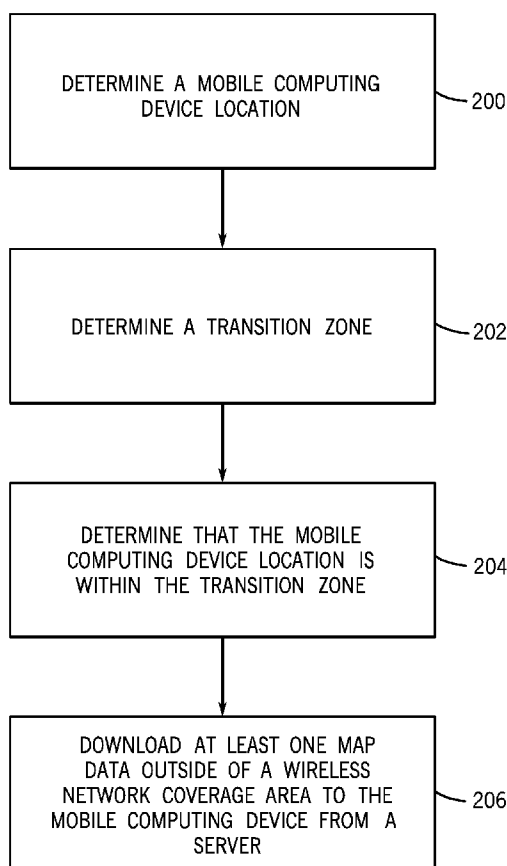 DETERMINE A MOBILE COMPUTING
DEVICE LOCATION
200
DETERMINE A TRANSITION ZONE
202
DETERMINE THAT THE MOBILE
COMPUTING DEVICE LOCATION IS
WITHIN THE TRANSITION ZONE
204
DOWNLOAD AT LEAST ONE MAP
DATA OUTSIDE OF A WIRELESS
NETWORK COVERAGE AREA TO THE
MOBILE COMPUTING DEVICE FROM A
SERVER
206